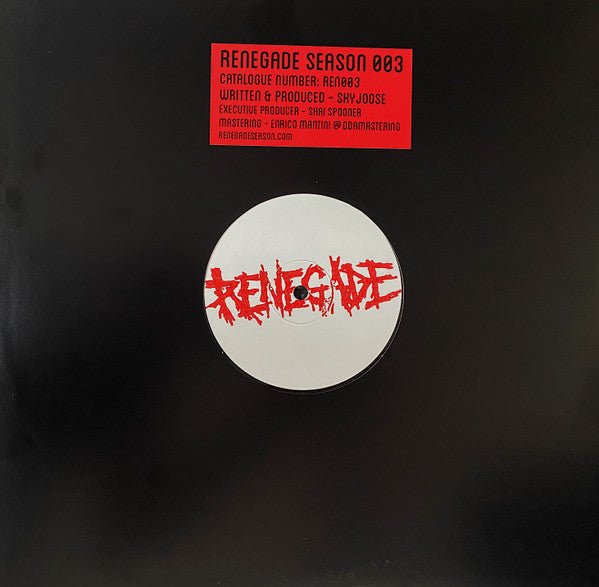 RENEGADE SEASON 003
CATALOGUE NUMBER: REN003
WRITTEN & PRODUCED - SKYJOOSE
EXECUTIVE PRODUCER - SHAI SPOONER
MASTERING - ENRICO MANTINI @ DDAMASTERING
RENEGADESEASON.COM
RENEGADE